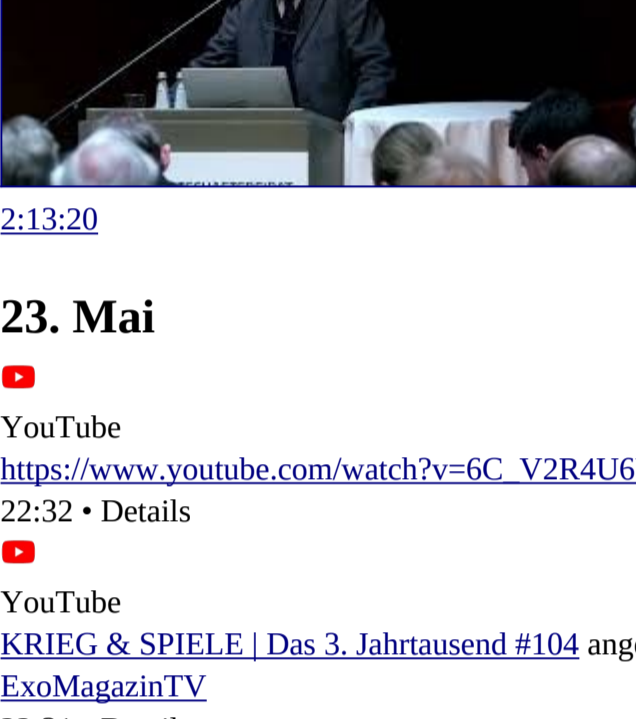 2:13:20
23. Mai
YouTube
https://www.youtube.com/watch?v=6C_V2R4U6
22:32 • Details
YouTube
KRIEG & SPIELE | Das 3. Jahrtausend #104 ang
ExoMagazinTV